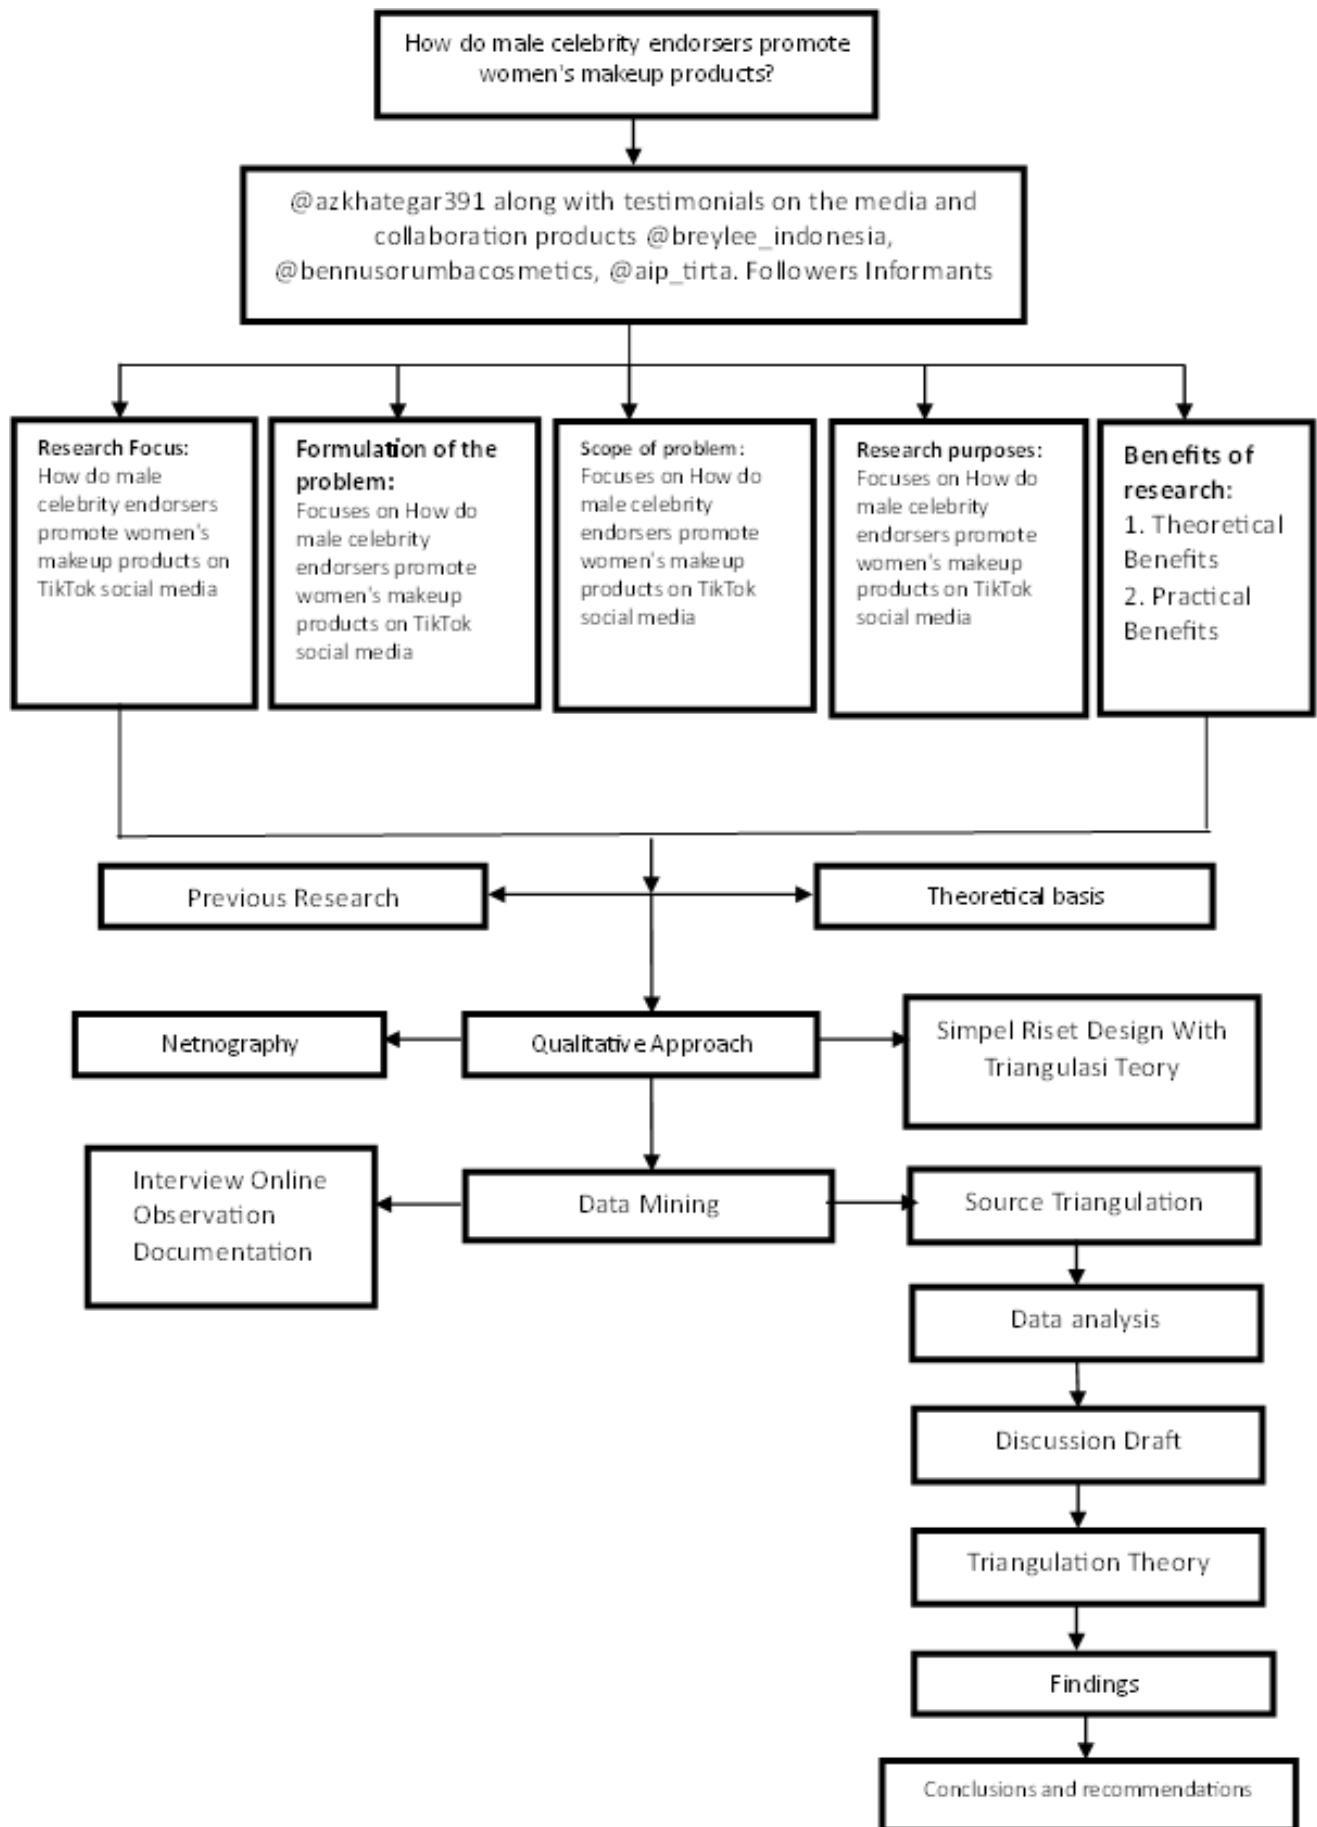 How do male celebrity endorsers promote
women's makeup products?
@azkhategar391 along with testimonials on the media and
collaboration products @breylee_indonesia,
@bennusorumbacosmetics, @aip_tirta. Followers Informants
Research Focus:
How do male
celebrity endorsers
promote women's
makeup products on
TikTok social media
Formulation of the
problem:
Focuses on How do
male celebrity
endorsers promote
women's makeup
products on TikTok
social media
Scope of problem:
Focuses on How do
male celebrity
endorsers promote
women's makeup
products on TikTok
social media
Research purposes:
Focuses on How do
male celebrity
endorsers promote
women's makeup
products on TikTok
social media
Benefits of
research:
1. Theoretical
Benefits
2. Practical
Benefits
Previous Research
Theoretical basis
Netnography
Qualitative Approach
Simpel Riset Design With
Triangulasi Teory
Interview Online
Observation
Documentation
Data Mining
Source Triangulation
Data analysis
Discussion Draft
Triangulation Theory
Findings
Conclusions and recommendations